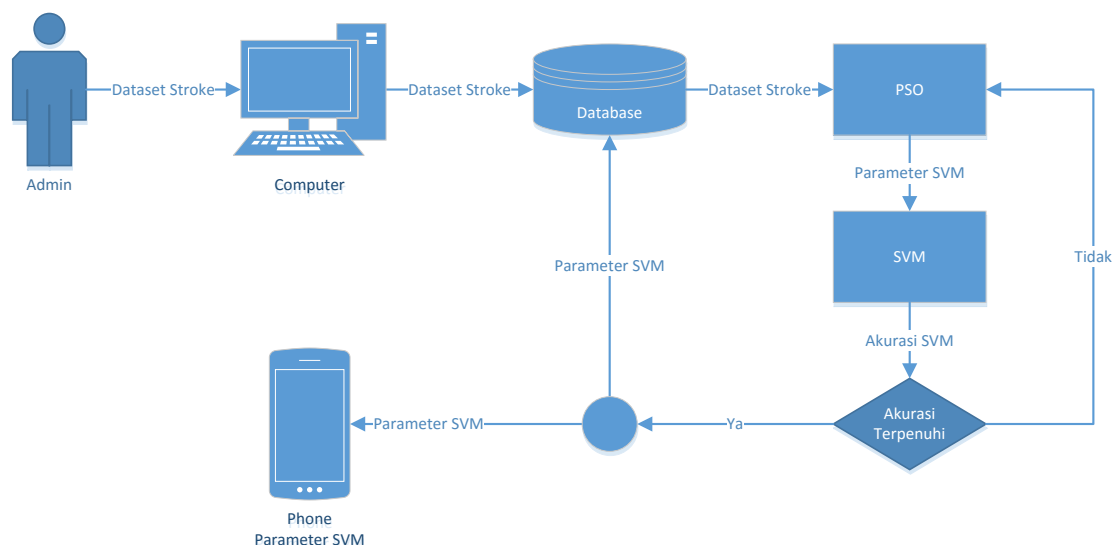 Dataset Stroke
Dataset Stroke
Dataset Stroke
Database
PSO
Admin
Computer
Parameter SVM
SVM
Tidak
Parameter SVM
Akurasi SVM
Akurasi
Terpenuhi
Ya
Parameter SVM
Phone
Parameter SVM